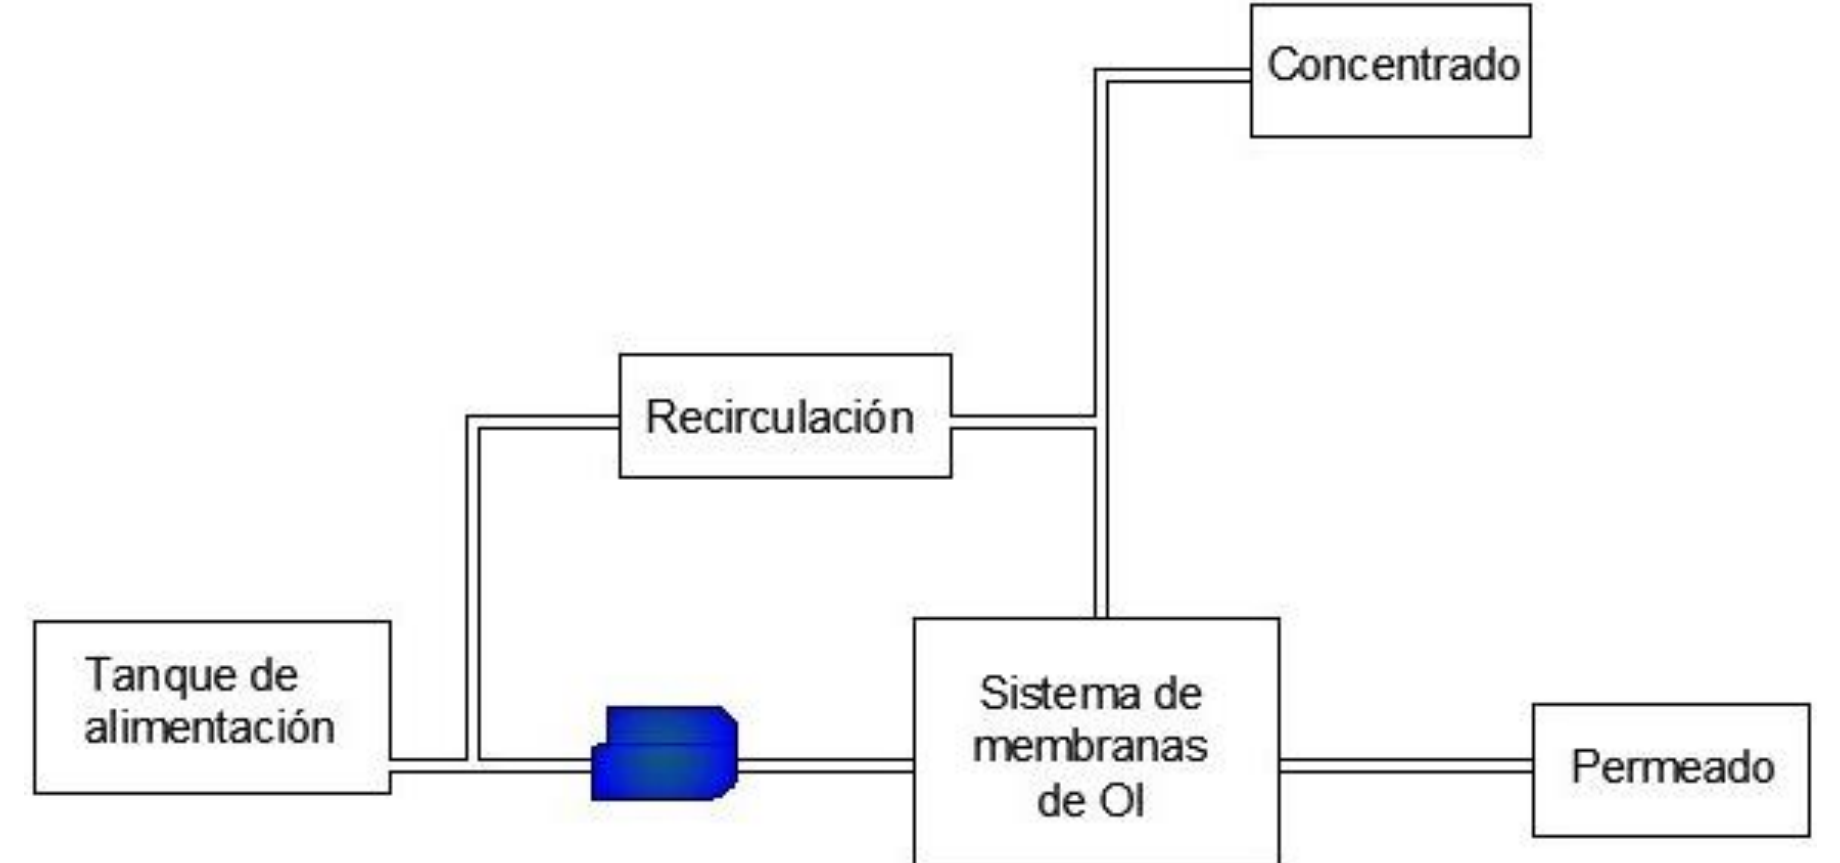 Concentrado
Recirculación
Tanque de
alimentación
Sistema de
membranas
de OI
Permeado